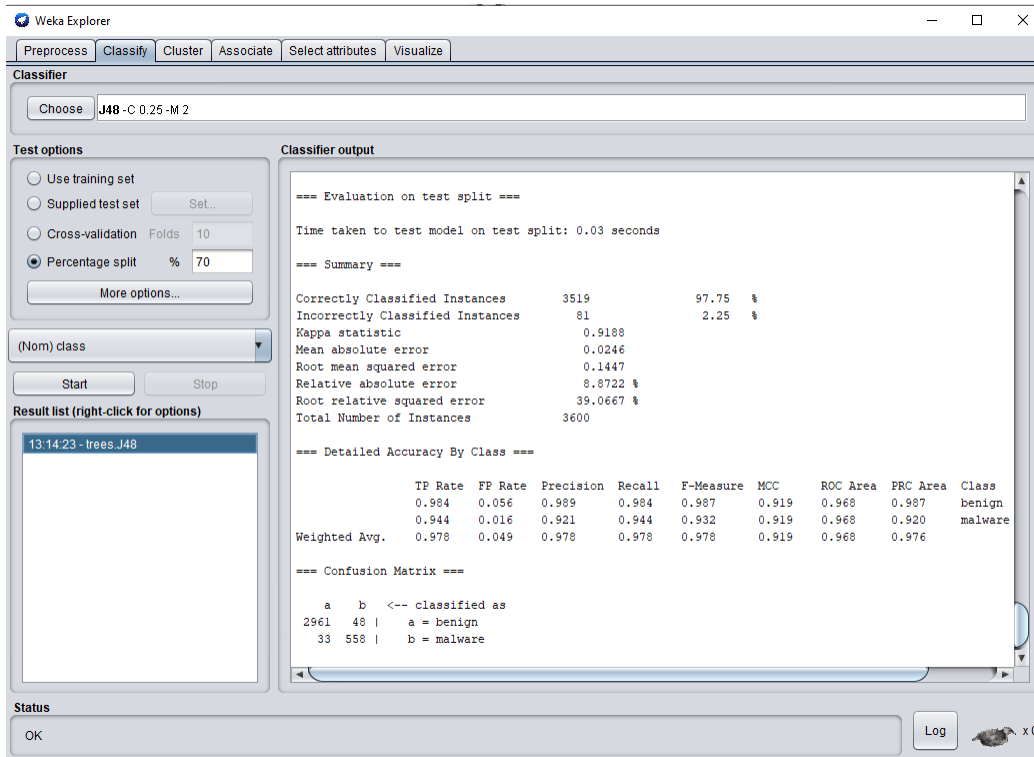 Weka Explorer
Preprocess Classify Cluster Associate Select attributes Visualize
Classifier
Choose J48 -C 0.25 -M 2
Test options
Use training set
Supplied test set Set...
Cross-validation Folds 10
Percentage split % 70
More options...
(Nom) class
Start Stop
Result list (right-click for options)
13:14:23 - trees.J48
Classifier output
=== Evaluation on test split ===
Time taken to test model on test split: 0.03 seconds
=== Summary ===
Correctly Classified Instances 3519 97.75 %
Incorrectly Classified Instances 81 2.25 %
Kappa statistic 0.9188
Mean absolute error 0.0246
Root mean squared error 0.1447
Relative absolute error 8.8722 %
Root relative squared error 39.0667 %
Total Number of Instances 3600
=== Detailed Accuracy By Class ===
TP Rate FP Rate Precision Recall F-Measure MCC ROC Area PRC Area Class
0.984 0.056 0.989 0.984 0.987 0.919 0.968 0.987 benign
0.944 0.016 0.921 0.944 0.932 0.919 0.968 0.920 malware
Weighted Avg. 0.978 0.049 0.978 0.978 0.978 0.919 0.968 0.976
=== Confusion Matrix ===
a b <-- classified as
2961 48 | a = benign
33 558 | b = malware
Status
OK
Log x 0